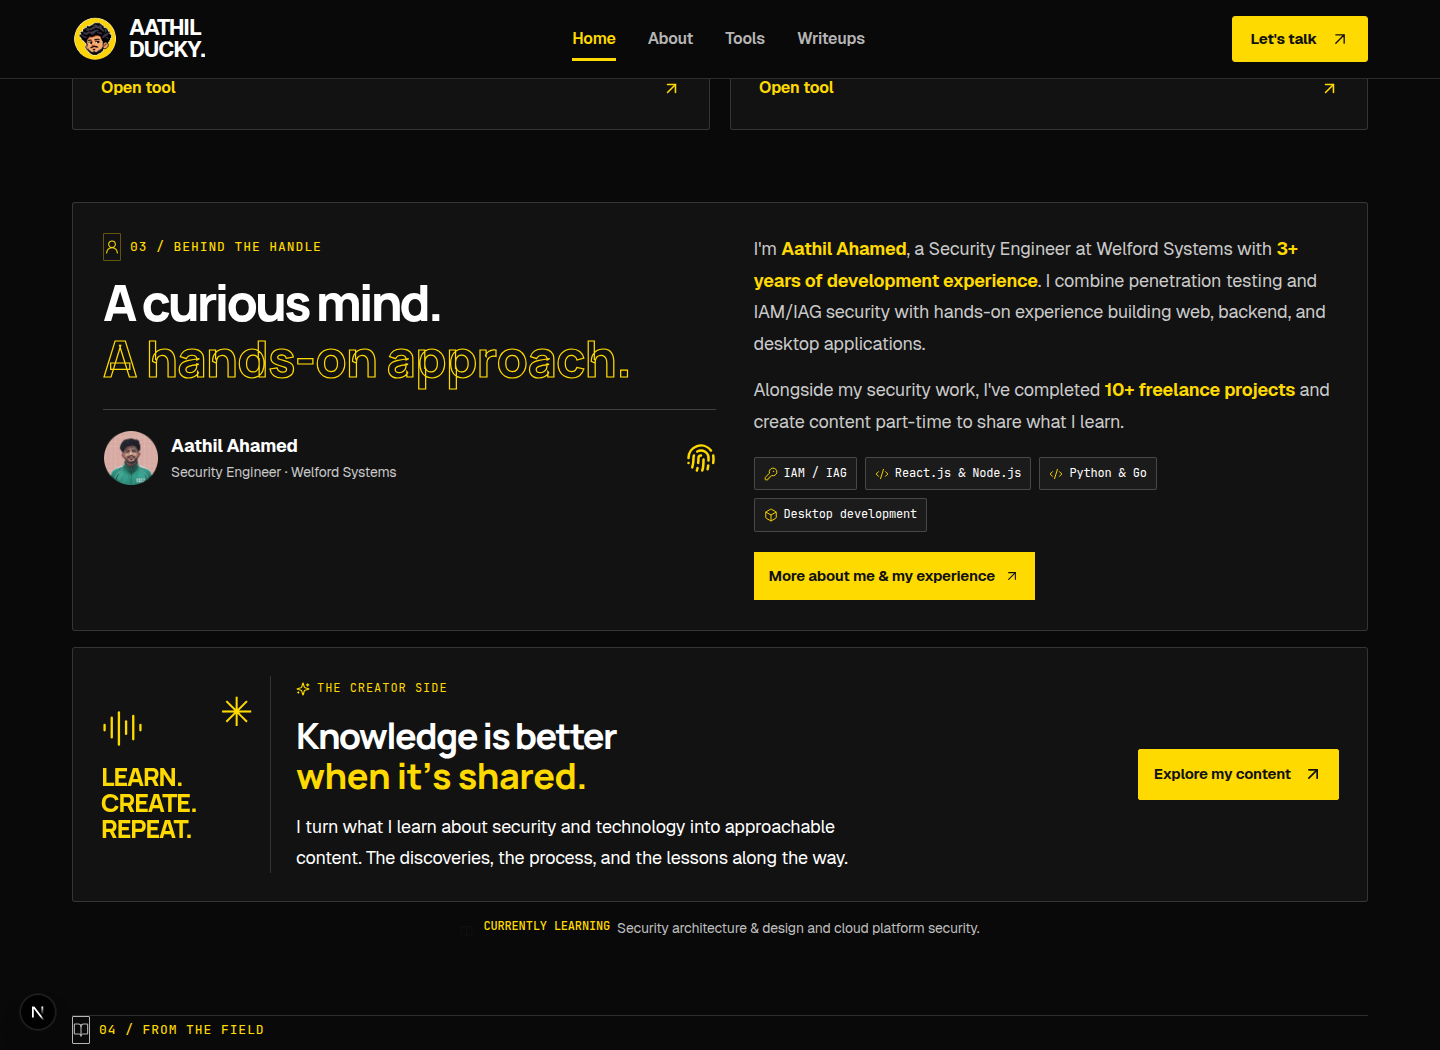 AATHIL
DUCKY.
Home
About
Tools
Writeups
Let's talk
Open tool
Open tool
03 / BEHIND THE HANDLE
A curious mind.
A hands-on approach.
Aathil Ahamed
Security Engineer · Welford Systems
I'm Aathil Ahamed, a Security Engineer at Welford Systems with 3+
years of development experience. I combine penetration testing and
IAM/IAG security with hands-on experience building web, backend, and
desktop applications.
Alongside my security work, I've completed 10+ freelance projects and
create content part-time to share what I learn.
IAM / IAG
React.js & Node.js
Python & Go
Desktop development
More about me & my experience
LEARN.
CREATE.
REPEAT.
THE CREATOR SIDE
Knowledge is better
when it’s shared.
I turn what I learn about security and technology into approachable
content. The discoveries, the process, and the lessons along the way.
Explore my content
CURRENTLY LEARNING Security architecture & design and cloud platform security.
N
04 / FROM THE FIELD